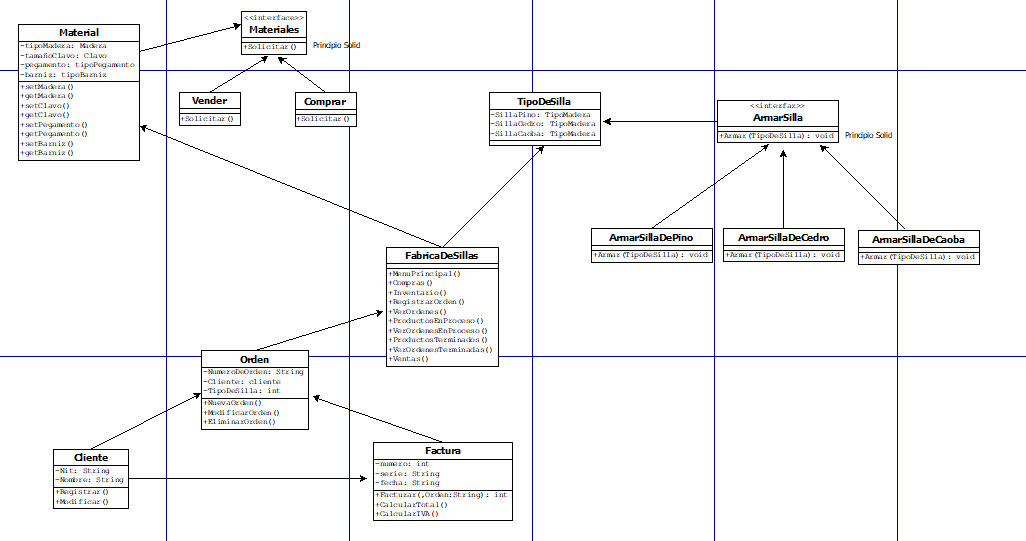 Material
-tipoMadera: Madera
-tamañoClavo: Clavo
-pegamento: tipoPegamento
-barniz: tipoBarniz
+setMadera()
+getMadera()
+setClavo()
+getClavo()
+setPegamento()
+getPegamento()
+setBarniz()
+getBarniz()
<<interface>>
Materiales
+Solicitar()
Principio Solid
Vender
+Solicitar()
Comprar
+Solicitar()
TipoDeSilla
-SillaPino: TipoMadera
-SillaCedro: TipoMadera
-SillaCaoba: TipoMadera
<<interfaz>>
ArmarSilla
+Armar(TipoDeSilla): void
Principio Solid
ArmarSillaDePino
+Armar(TipoDeSilla): void
ArmarSillaDeCedro
+Armar(TipoDeSilla): void
ArmarSillaDeCaoba
+Armar(TipoDeSilla): void
FabricaDeSillas
+MenuPrincipal()
+Compras()
+Inventario()
+RegistrarOrden()
+VerOrdenes()
+ProductosEnProceso()
+VerOrdenesEnProceso()
+ProductosTerminados()
+VerOrdenesTerminadas()
+Ventas()
Orden
-NumeroDeOrden: String
-Cliente: cliente
-TipoDeSilla: int
+NuevaOrden()
+ModificarOrden()
+EliminarOrden()
Cliente
-Nit: String
-Nombre: String
+Registrar()
+Modificar()
Factura
-numero: int
-serie: String
-fecha: String
+Facturar(,Orden:String): int
+CalcularTotal()
+CalcularIVA()